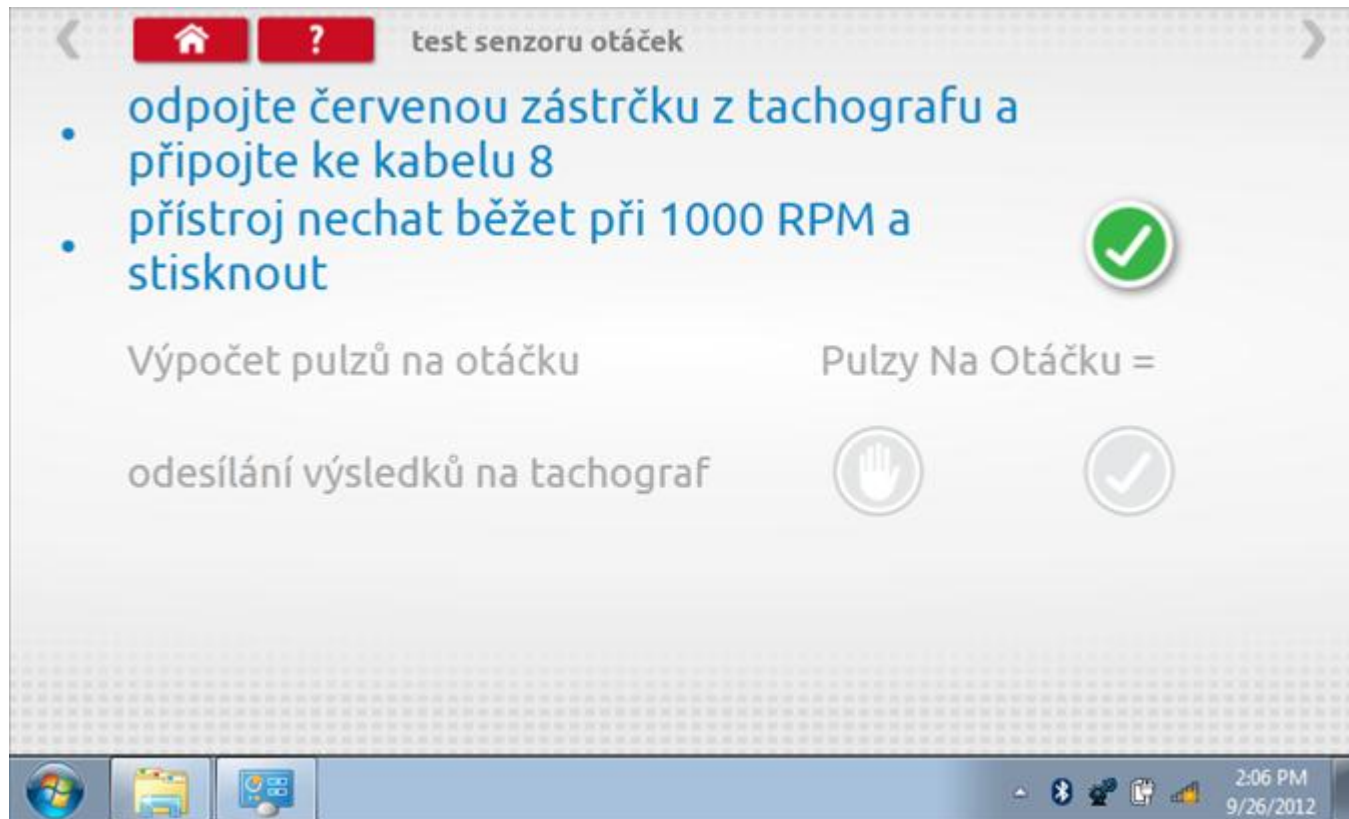 ? test senzoru otáček
odpojte červenou zástrčku z tachografu a
připojte ke kabelu 8
přístroj nechat běžet při 1000 RPM a
stisknout
Výpočet pulzů na otáčku Pulzy Na Otáčku =
odesílání výsledků na tachograf
2:06 PM
9/26/2012